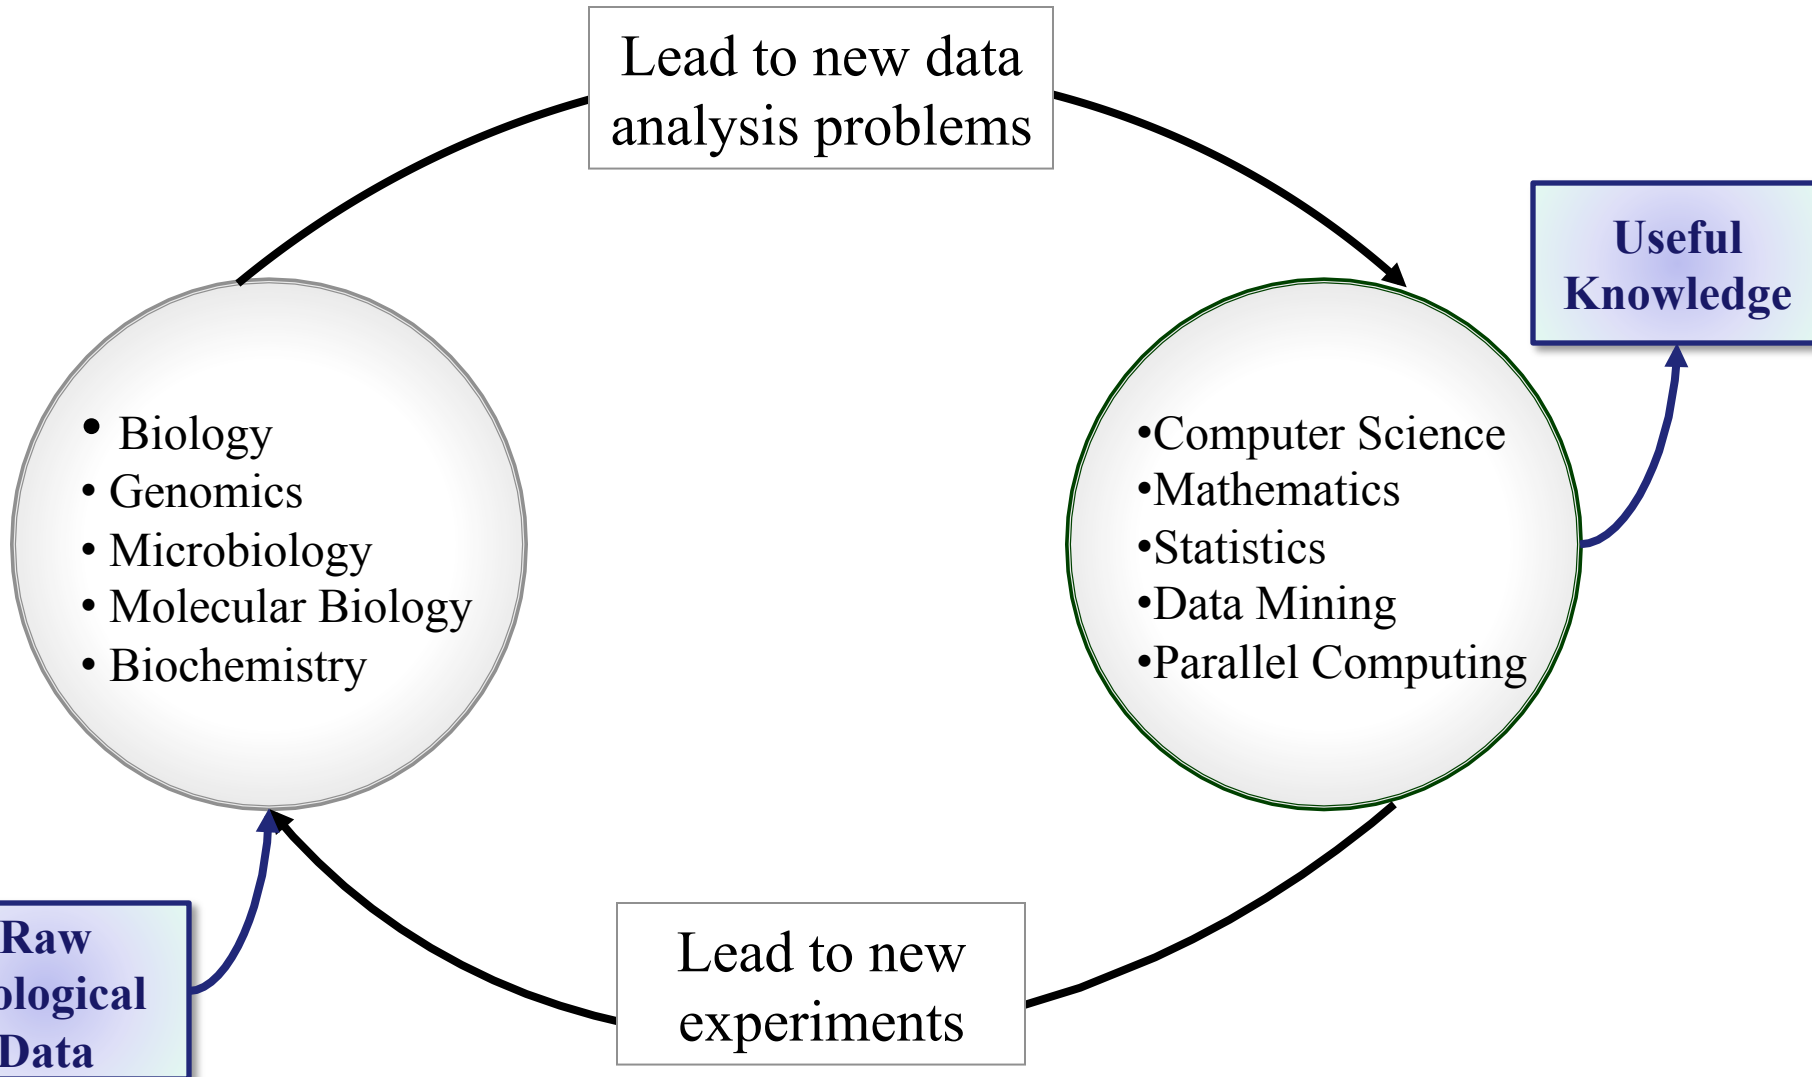 Lead to new data
analysis problems
Useful
Knowledge
• Biology
• Genomics
• Microbiology
• Molecular Biology
• Biochemistry
•Computer Science
•Mathematics
•Statistics
•Data Mining
•Parallel Computing
Raw
ological
Data
Lead to new
experiments